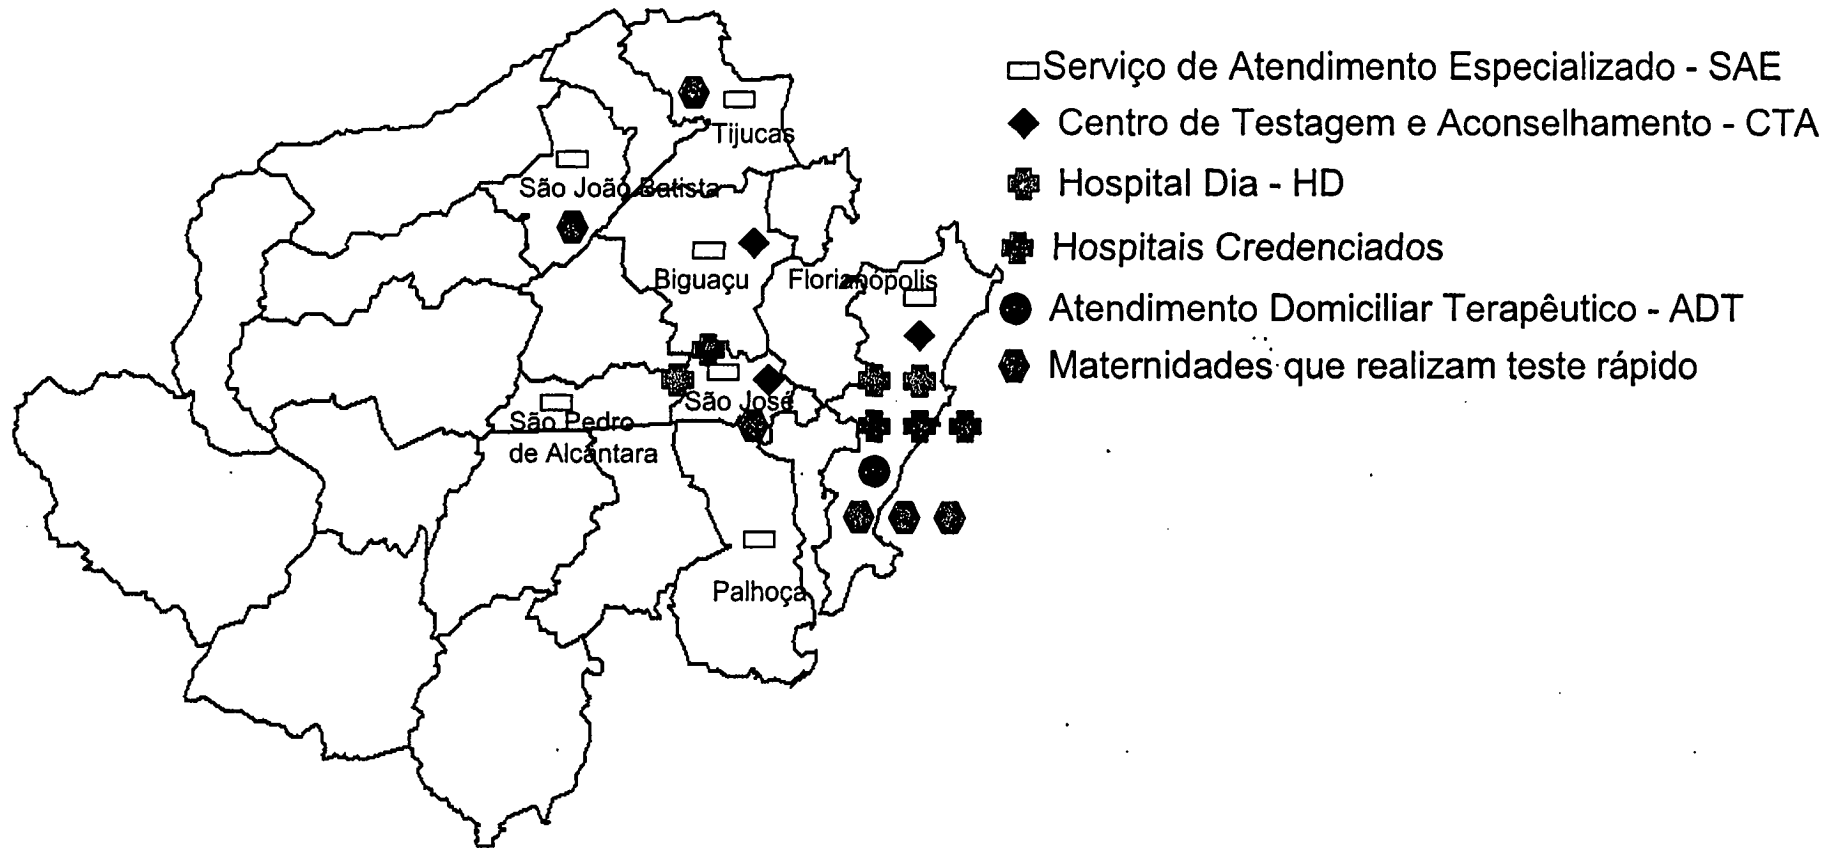 Serviço de Atendimento Especializado - SAE
Centro de Testagem e Aconselhamento - CTA
Hospital Dia - HD
Hospitais Credenciados
Atendimento Domiciliar Terapêutico - ADT
Maternidades que realizam teste rápido
Tijucas
São João Batista
Biguaçu
Florianópolis
São José
São Pedro
de Alcântara
Palhoça